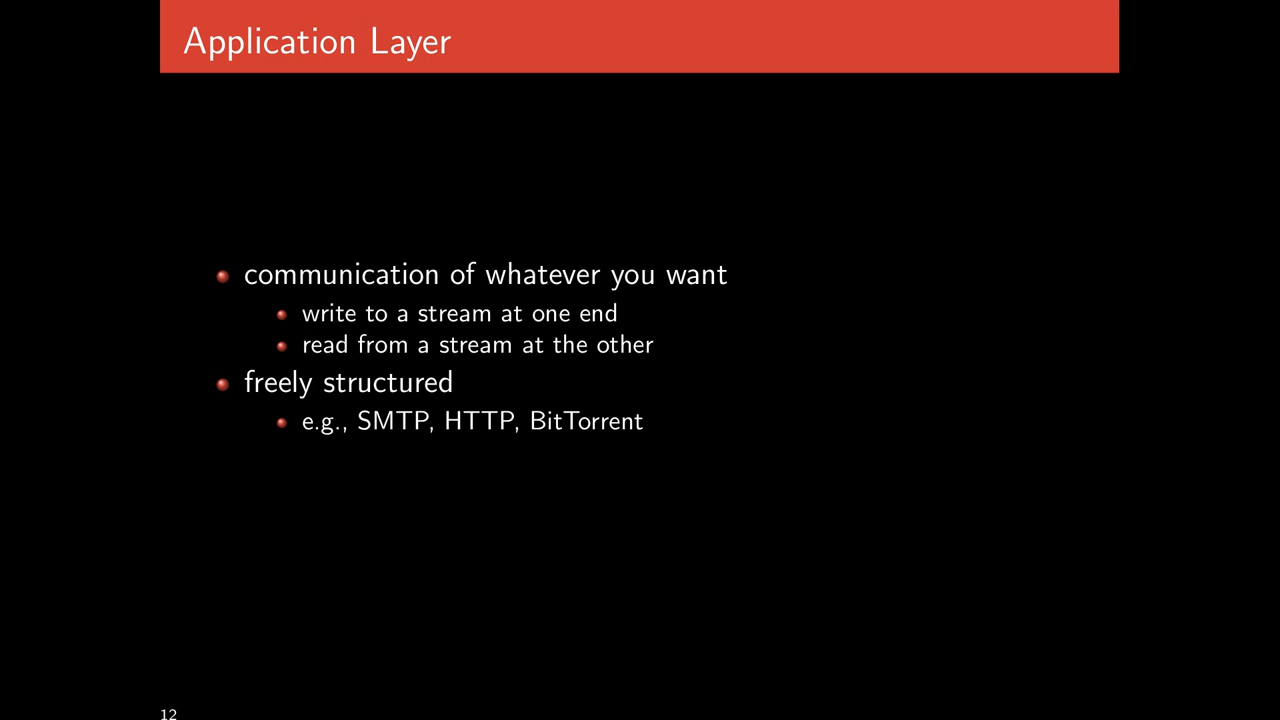 Application Layer
communication of whatever you want
write to a stream at one end
read from a stream at the other
freely structured
e.g., SMTP, HTTP, BitTorrent
12